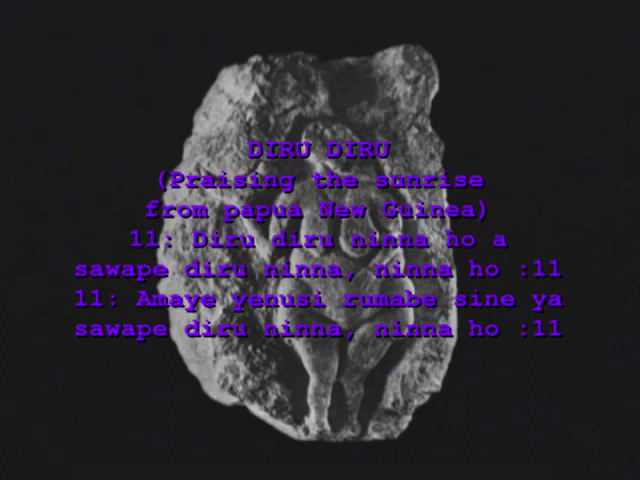 DIRU DIRU
(Praising the sunrise
from papua New Guinea)
11: Diru diru ninna ho a
sawape diru ninna, ninna ho :11
11: Amaye yenusi rumabe sine ya
sawape diru ninna, ninna ho :11